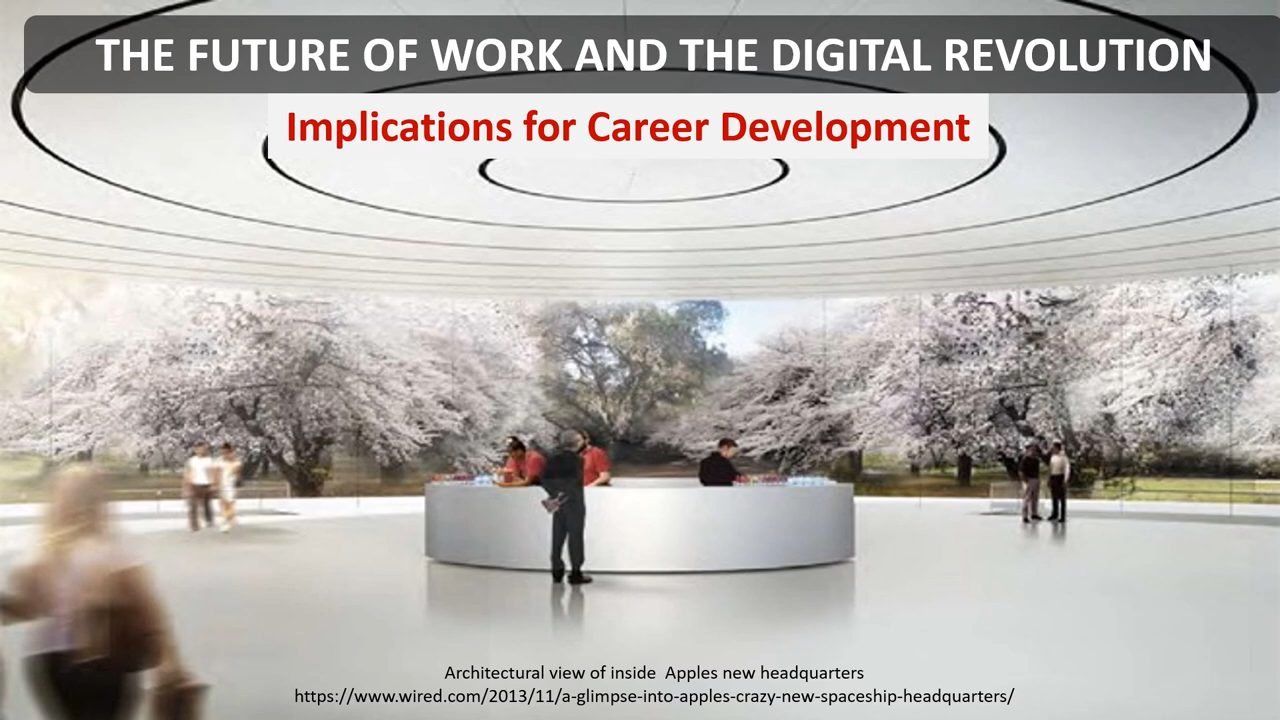 THE FUTURE OF WORK AND THE DIGITAL REVOLUTION
Implications for Career Development
Architectural view of inside  Apples new headquarters
https://www.wired.com/2013/11/a-glimpse-into-apples-crazy-new-spaceship-headquarters/